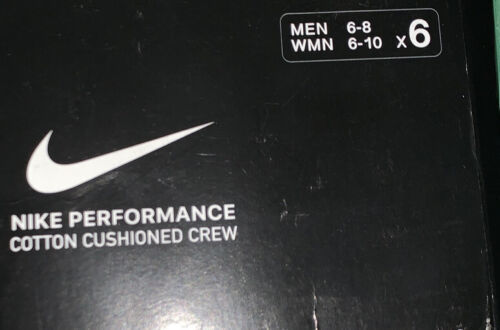 MEN 6-8
WMN 6-10 x6
NIKE PERFORMANCE
COTTON CUSHIONED CREW